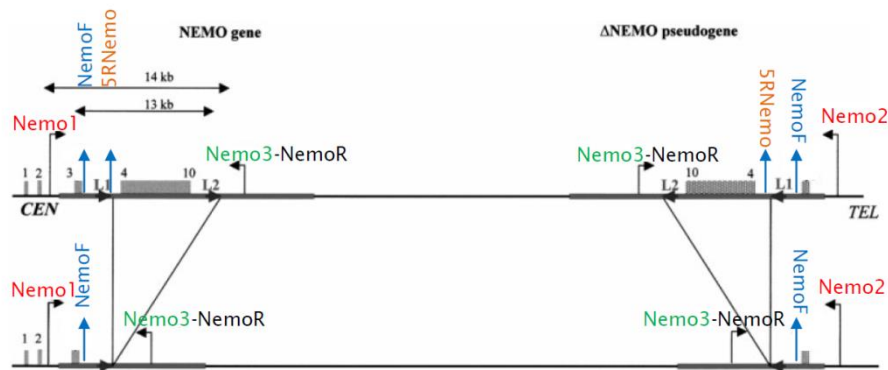 NEMO gene ΔNEMO pseudogene
NemoF
5RNemo
14 kb
13 kb
5RNemo
NemoF
Nemo1
Nemo3-NemoR
Nemo3-NemoR
Nemo2
1 2 3 L1 4 10 L2
L2 10 4 L1
CEN TEL
Nemo1
NemoF
Nemo3-NemoR
Nemo3-NemoR
NemoF
Nemo2
1 2